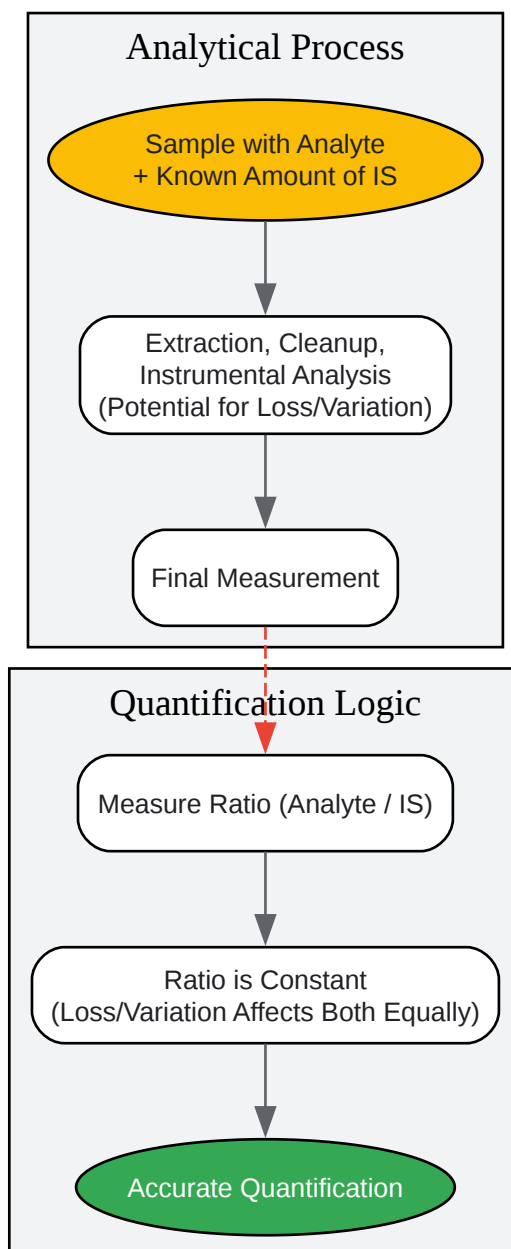 Analytical Process
Sample with Analyte
+ Known Amount of IS
Extraction, Cleanup,
Instrumental Analysis
(Potential for Loss/Variation)
Final Measurement
Quantification Logic
Measure Ratio (Analyte / IS)
Ratio is Constant
(Loss/Variation Affects Both Equally)
Accurate Quantification